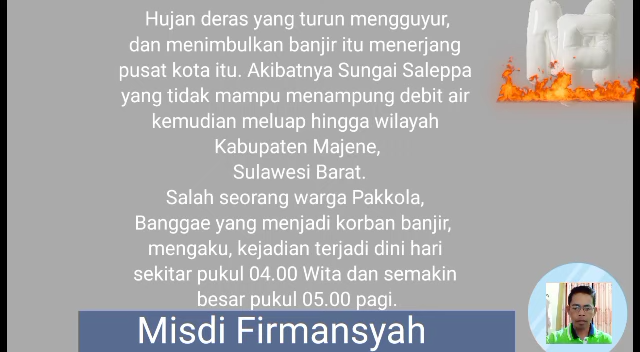 Hujan deras yang turun mengguyur,
dan menimbulkan banjir itu menerjang
pusat kota itu. Akibatnya Sungai Saleppa
yang tidak mampu menampung debit air
kemudian meluap hingga wilayah
Kabupaten Majene,
Sulawesi Barat.
Salah seorang warga Pakkola,
Banggae yang menjadi korban banjir,
mengaku, kejadian terjadi dini hari
sekitar pukul 04.00 Wita dan semakin
besar pukul 05.00 pagi.
Misdi Firmansyah